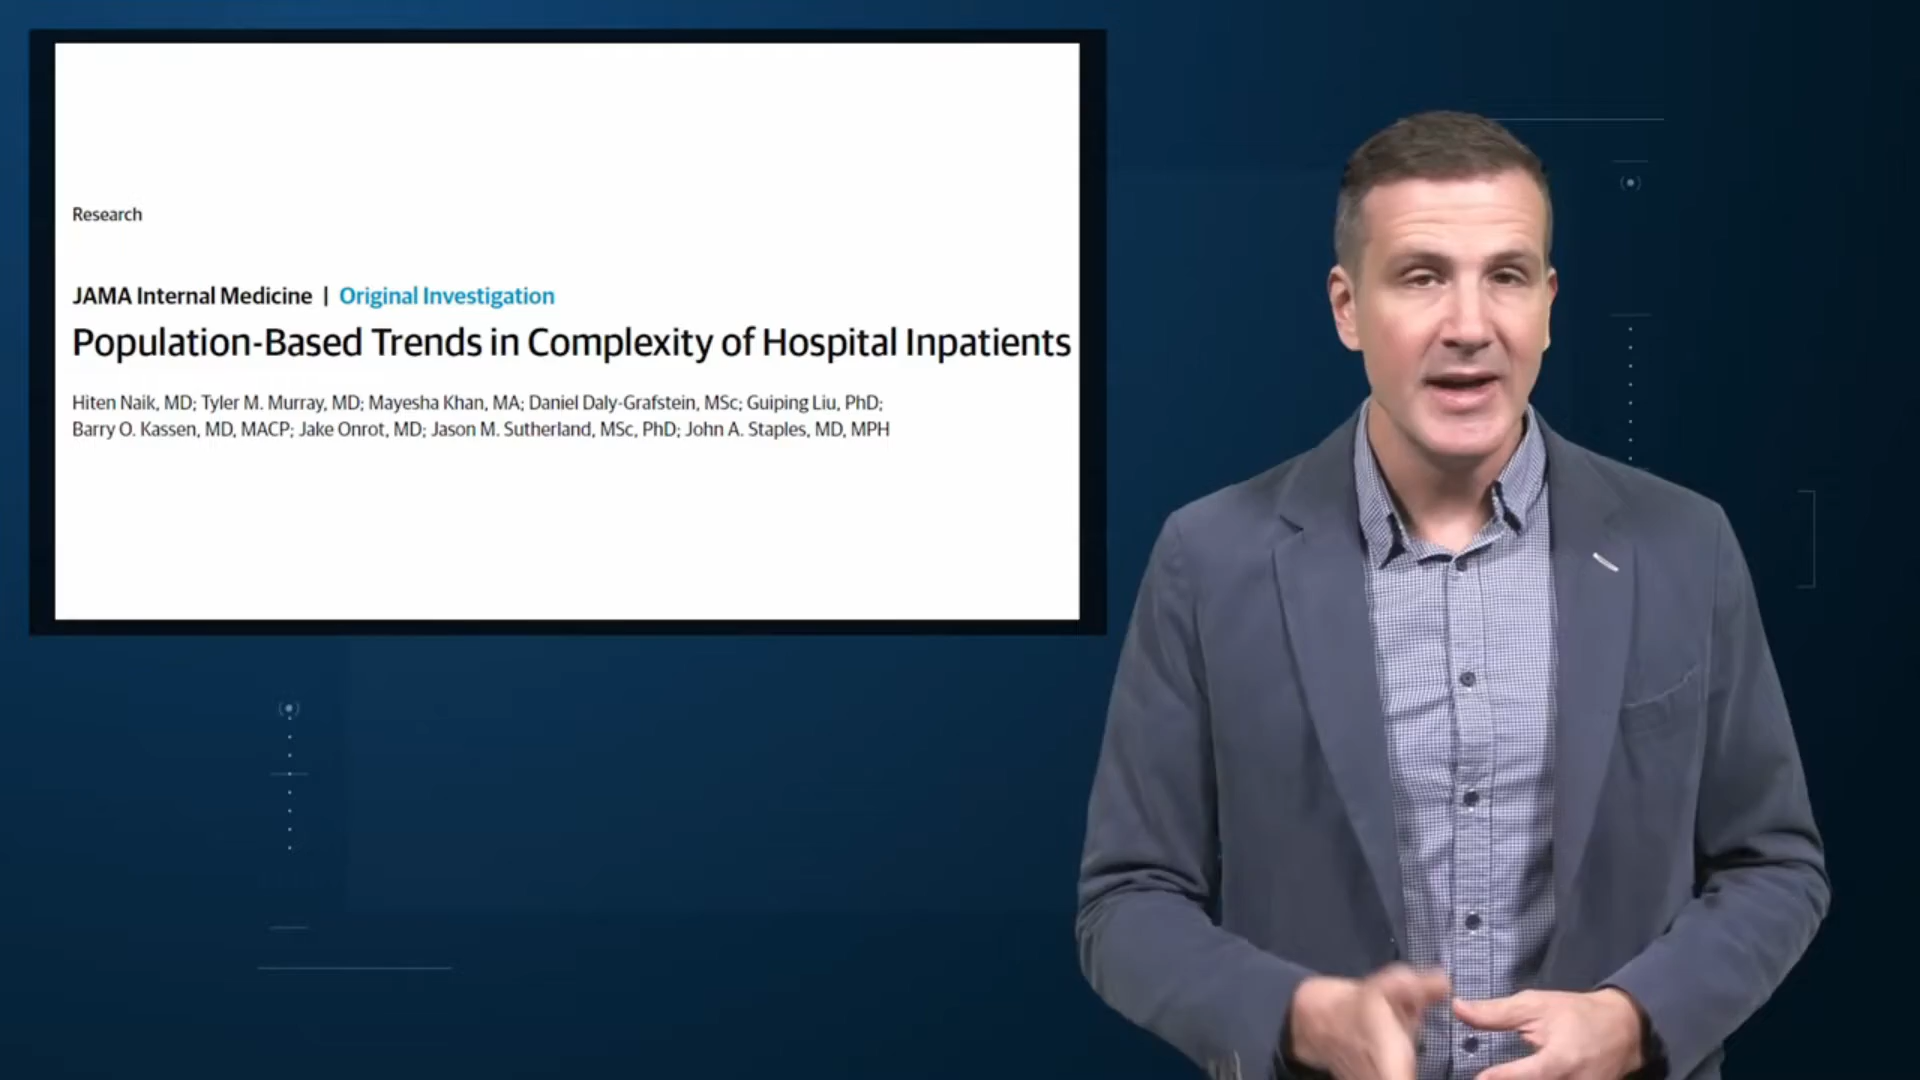 Research
JAMA Internal Medicine | Original Investigation
Population-Based Trends in Complexity of Hospital Inpatients
Hiten Naik, MD; Tyler M. Murray, MD; Mayesha Khan, MA; Daniel Daly-Grafstein, MSc; Guiping Liu, PhD;
Barry O. Kassen, MD, MACP; Jake Onrot, MD; Jason M. Sutherland, MSc, PhD; John A. Staples, MD, MPH